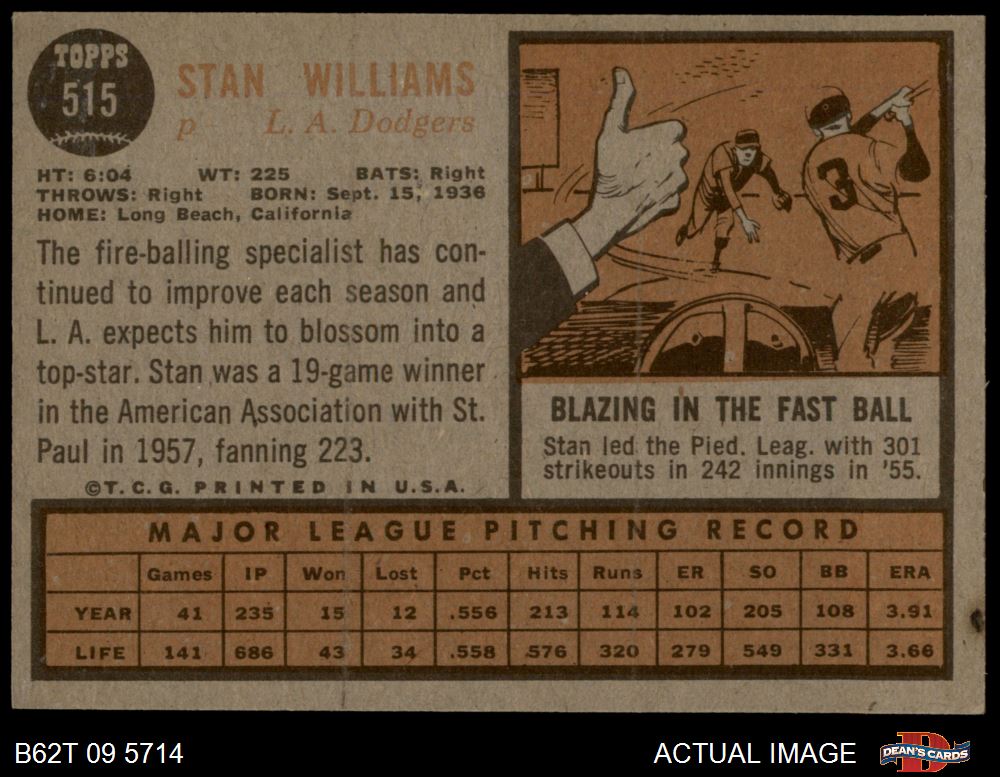 TOPPS
515
STAN WILLIAMS
p — L. A. Dodgers
HT: 6:04 WT: 225 BATS: Right
THROWS: Right BORN: Sept. 15, 1936
HOME: Long Beach, California
The fire-balling specialist has con-
tinued to improve each season and
L. A. expects him to blossom into a
top-star. Stan was a 19-game winner
in the American Association with St.
Paul in 1957, fanning 223.
©T.C.G. PRINTED IN U.S.A.
3
BLAZING IN THE FAST BALL
Stan led the Pied. Leag. with 301
strikeouts in 242 innings in '55.
MAJOR LEAGUE PITCHING RECORD
Games IP Won Lost Pct Hits Runs ER SO BB ERA
YEAR 41 235 15 12 .556 213 114 102 205 108 3.91
LIFE 141 686 43 34 .558 576 320 279 549 331 3.66
B62T 09 5714
ACTUAL IMAGE
DEAN'S CARDS